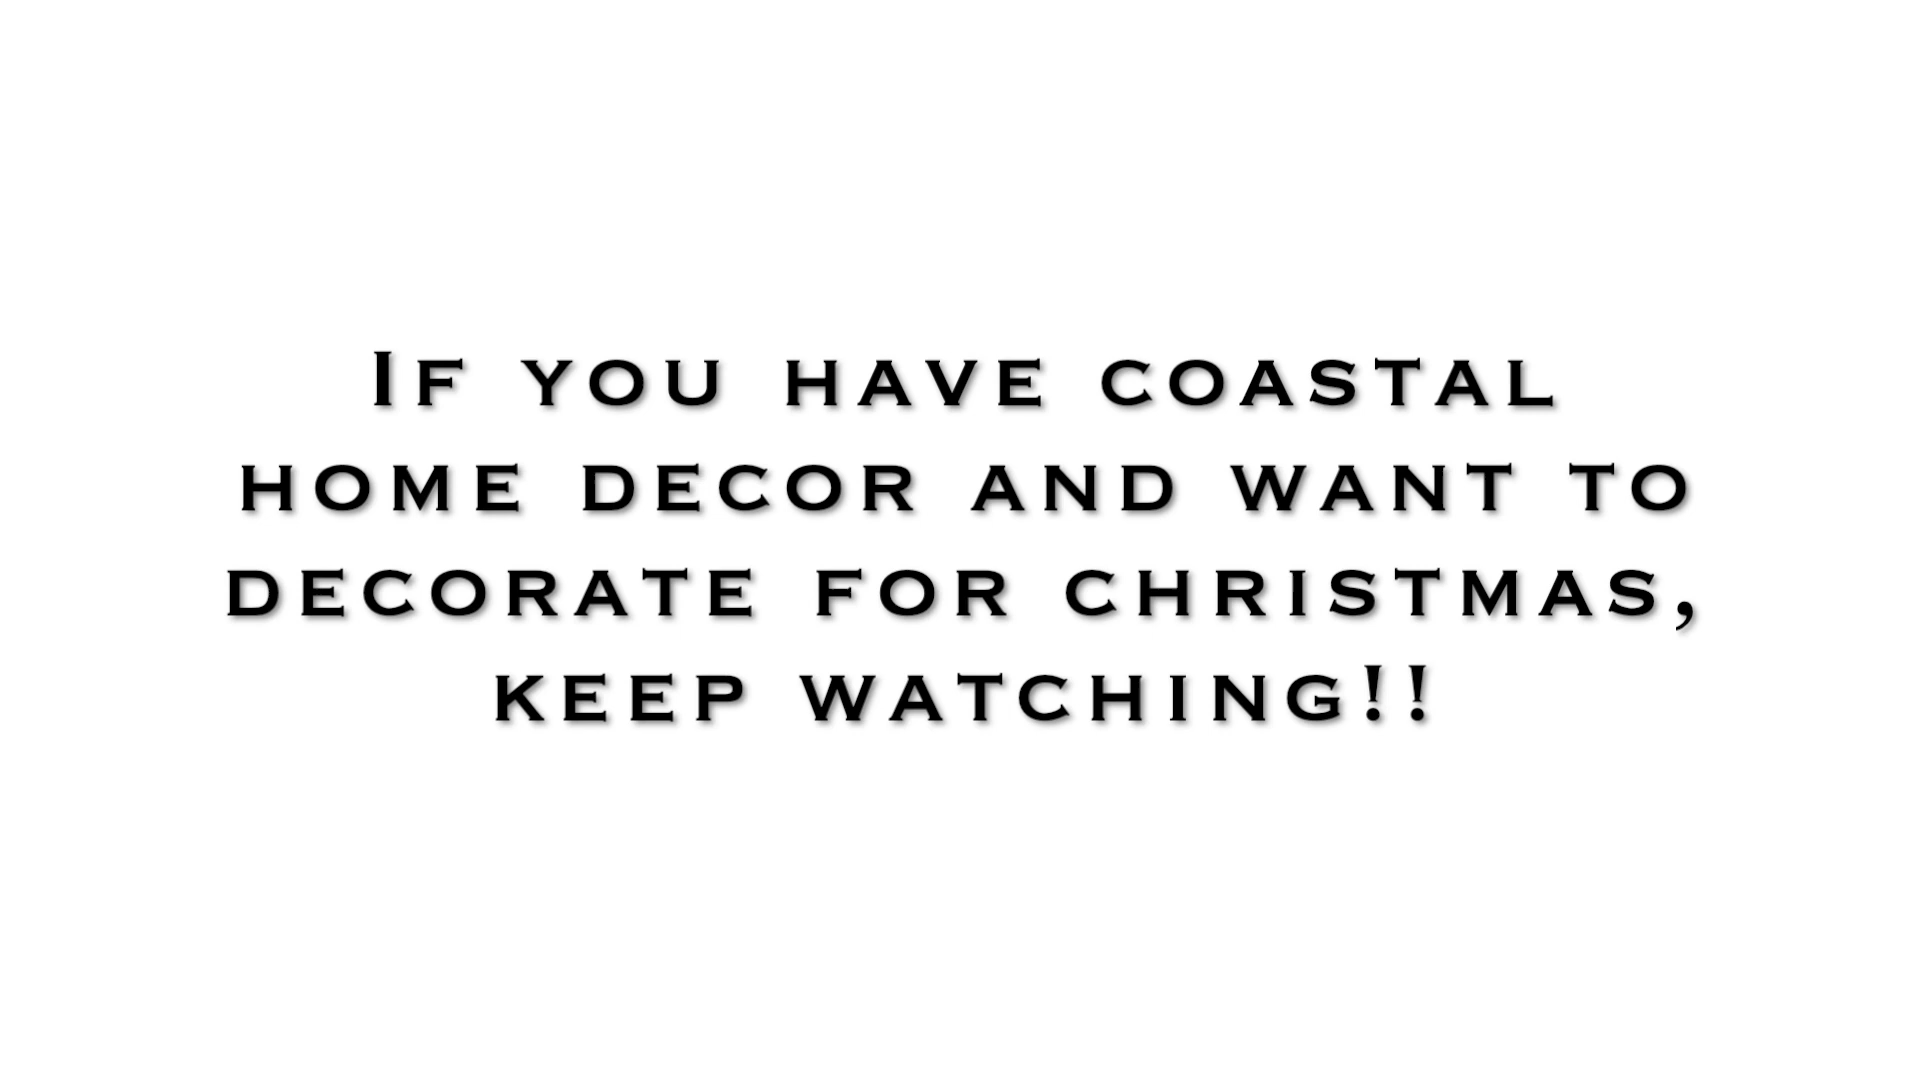 If you have coastal
home decor and want to
decorate for christmas,
keep watching!!